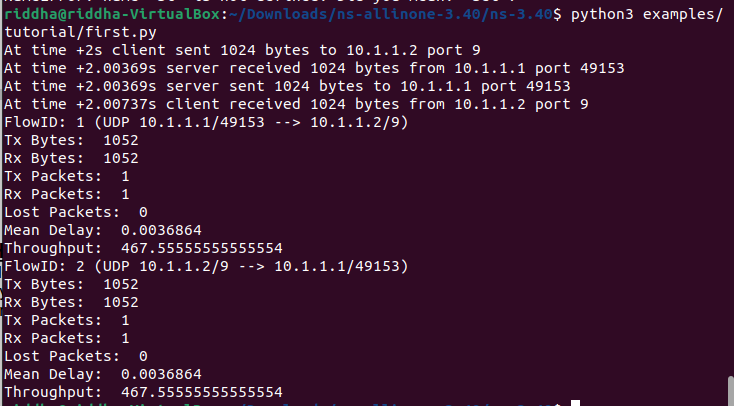 riddha@riddha-VirtualBox:~/Downloads/ns-allinone-3.40/ns-3.40$ python3 examples/
tutorial/first.py
At time +2s client sent 1024 bytes to 10.1.1.2 port 9
At time +2.00369s server received 1024 bytes from 10.1.1.1 port 49153
At time +2.00369s server sent 1024 bytes to 10.1.1.1 port 49153
At time +2.00737s client received 1024 bytes from 10.1.1.2 port 9
FlowID: 1 (UDP 10.1.1.1/49153 --> 10.1.1.2/9)
Tx Bytes:  1052
Rx Bytes:  1052
Tx Packets:  1
Rx Packets:  1
Lost Packets:  0
Mean Delay:  0.0036864
Throughput:  467.55555555555554
FlowID: 2 (UDP 10.1.1.2/9 --> 10.1.1.1/49153)
Tx Bytes:  1052
Rx Bytes:  1052
Tx Packets:  1
Rx Packets:  1
Lost Packets:  0
Mean Delay:  0.0036864
Throughput:  467.55555555555554